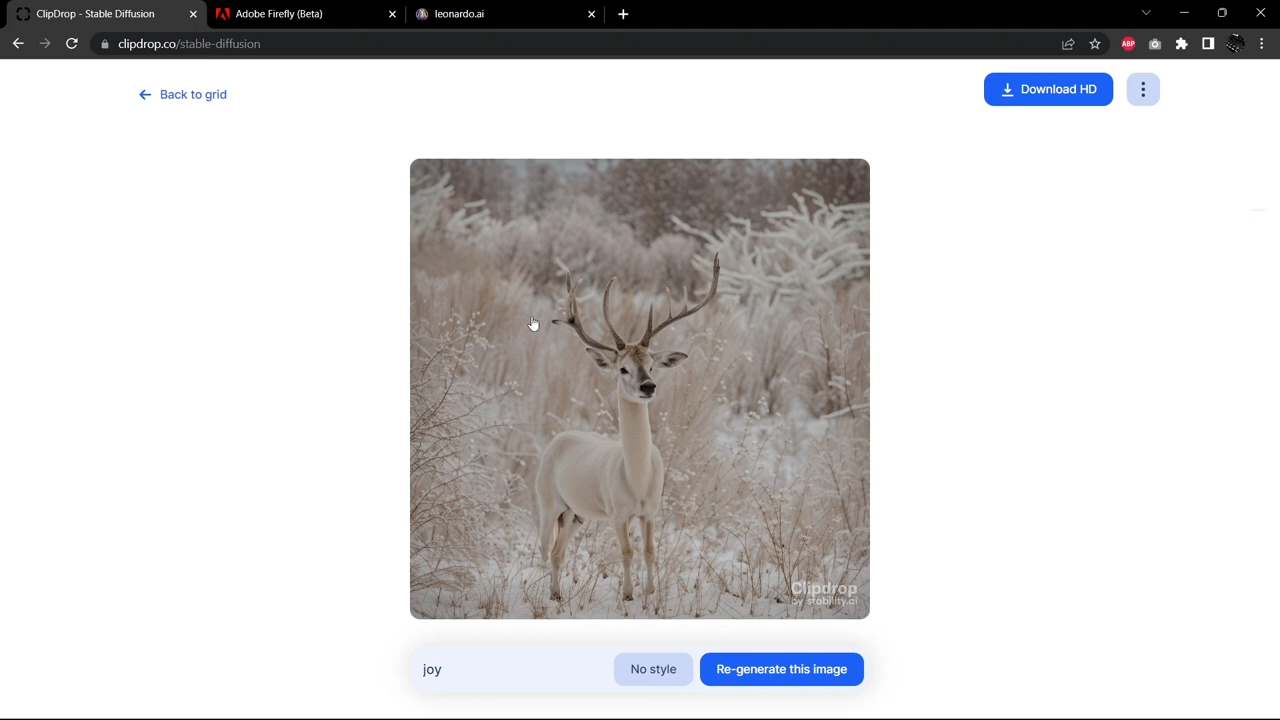 ClipDrop - Stable Diffusion
Adobe Firefly (Beta)
leonardo.ai
clipdrop.co/stable-diffusion
ABP
Back to grid
Download HD
Clipdrop
by stability.ai
joy
No style
Re-generate this image